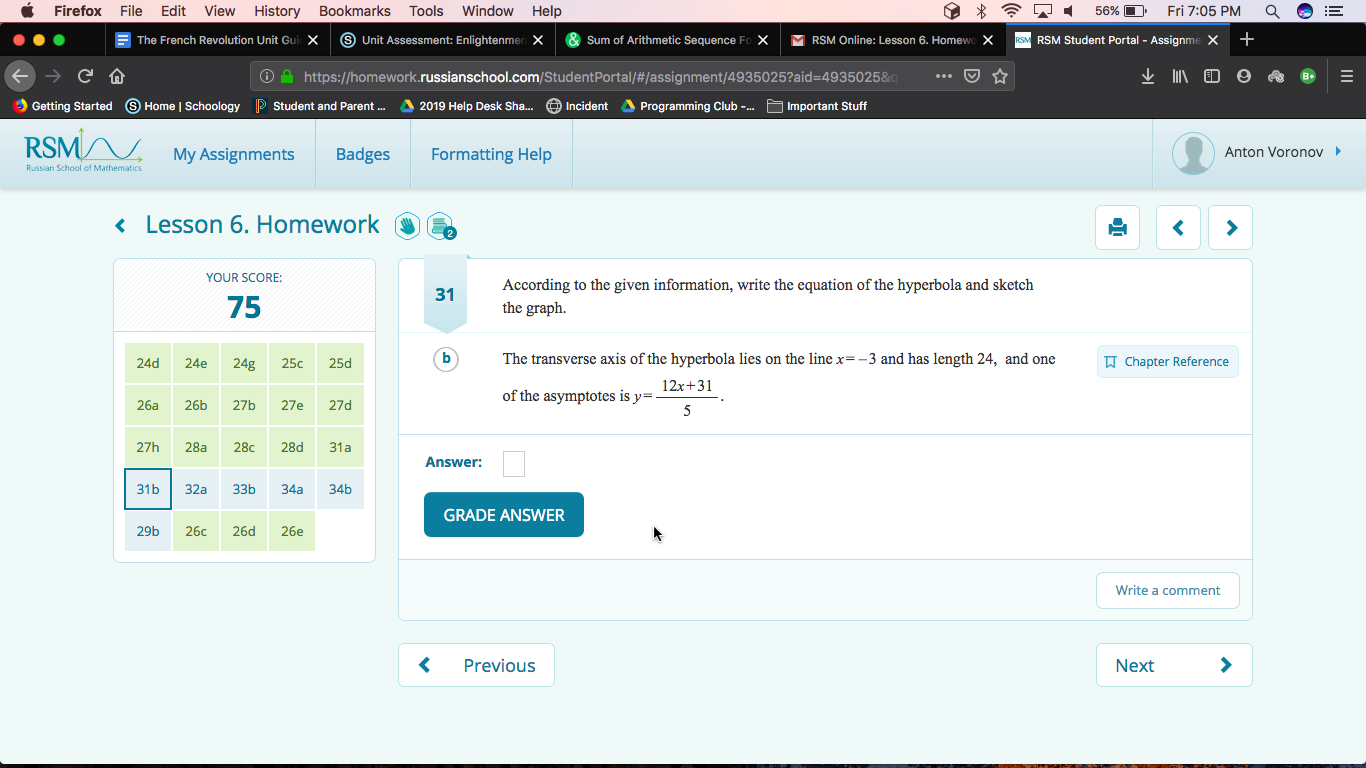 Firefox File Edit View History Bookmarks Tools Window Help 56% Fri 7:05 PM
The French Revolution Unit Gui Unit Assessment: Enlightenmen Sum of Arithmetic Sequence Fo RSM Online: Lesson 6. Homewo RSM Student Portal - Assignme
https://homework.russianschool.com/StudentPortal/#/assignment/4935025?aid=4935025&q
Getting Started Home | Schoology Student and Parent ... 2019 Help Desk Sha... Incident Programming Club -... Important Stuff
RSM
Russian School of Mathematics
My Assignments Badges Formatting Help Anton Voronov
Lesson 6. Homework 2
YOUR SCORE:
75
24d 24e 24g 25c 25d
26a 26b 27b 27e 27d
27h 28a 28c 28d 31a
31b 32a 33b 34a 34b
29b 26c 26d 26e
31 According to the given information, write the equation of the hyperbola and sketch
the graph.
b The transverse axis of the hyperbola lies on the line x=−3 and has length 24, and one
of the asymptotes is y= 12x+31 / 5 .
Chapter Reference
Answer:
GRADE ANSWER
Write a comment
Previous Next